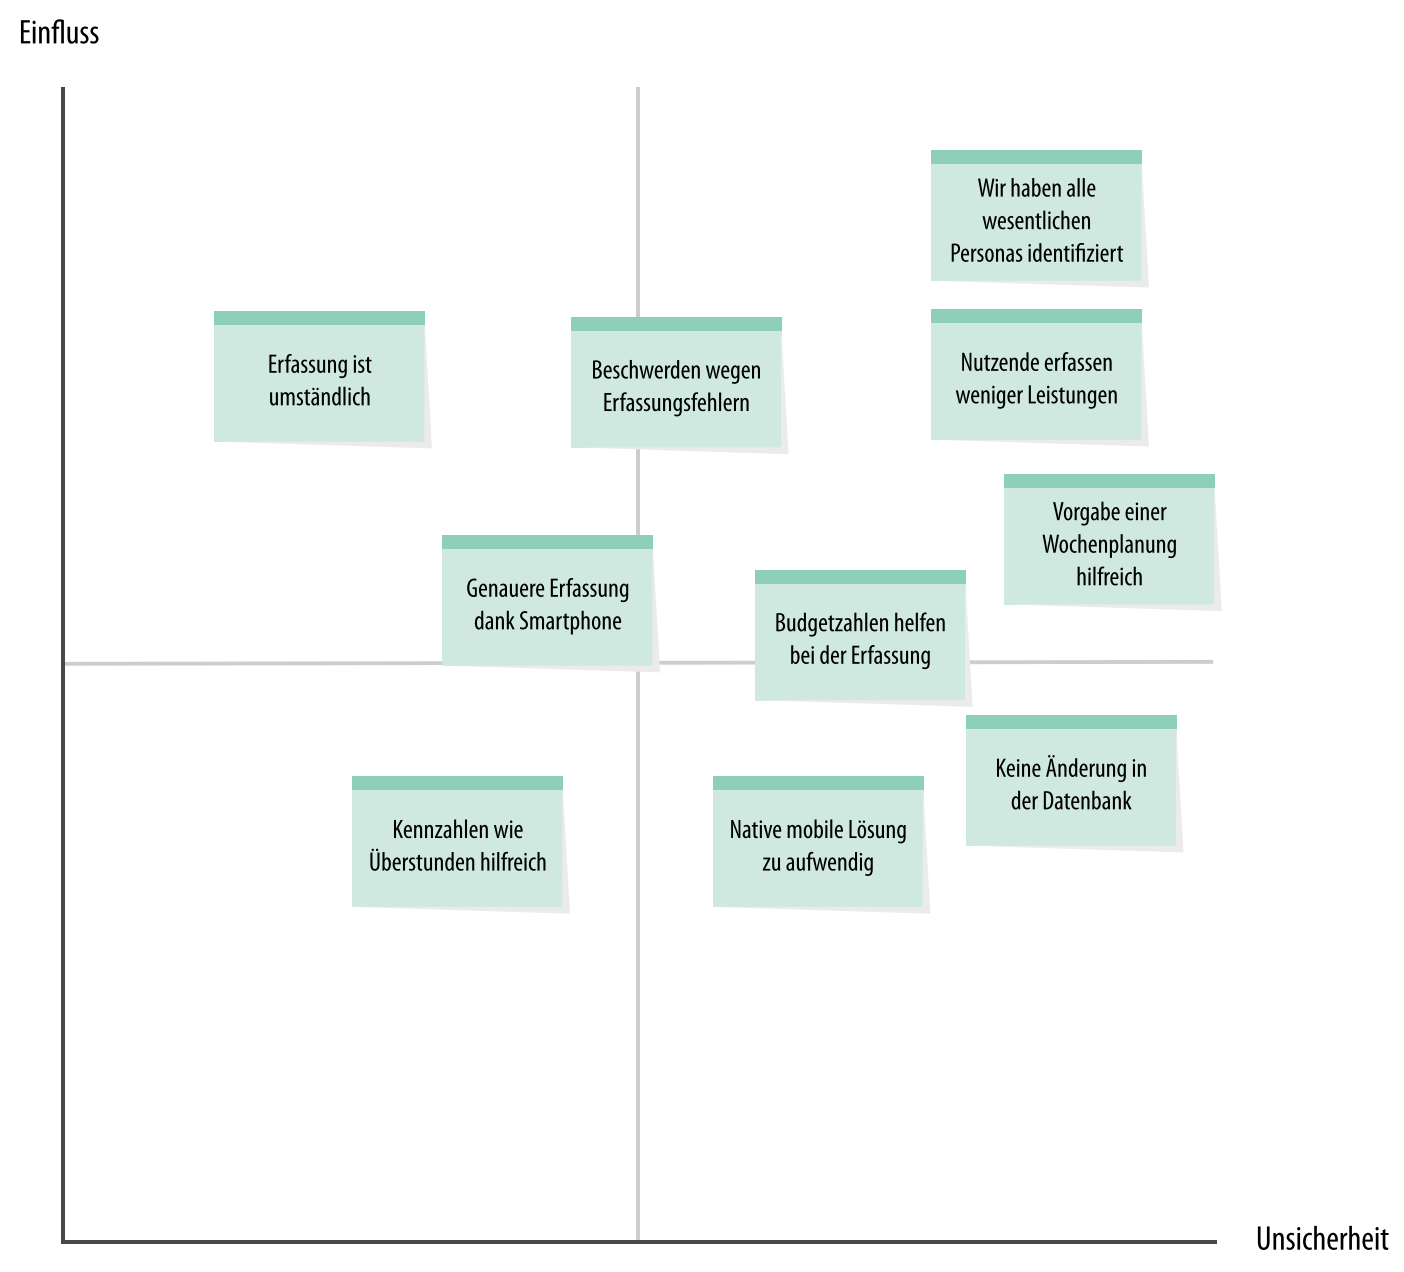 Einfluss
Wir haben alle
wesentlichen
Personas identifiziert
Erfassung ist
umständlich
Beschwerden wegen
Erfassungsfehlern
Nutzende erfassen
weniger Leistungen
Vorgabe einer
Wochenplanung
hilfreich
Genauere Erfassung
dank Smartphone
Budgetzahlen helfen
bei der Erfassung
Keine Änderung in
der Datenbank
Kennzahlen wie
Überstunden hilfreich
Native mobile Lösung
zu aufwendig
Unsicherheit